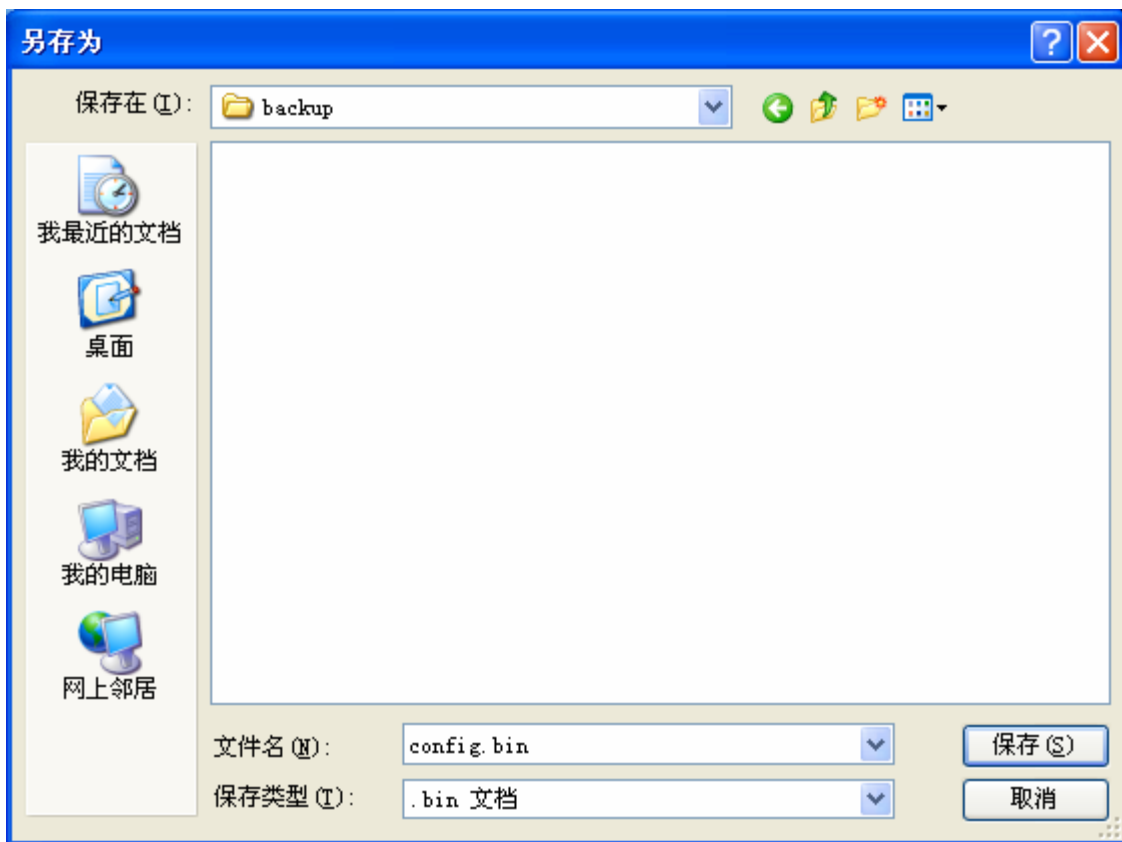 另存为
保存在(I):
backup
我最近的文档
桌面
我的文档
我的电脑
网上邻居
文件名(N):
config.bin
保存(S)
保存类型(T):
.bin 文档
取消